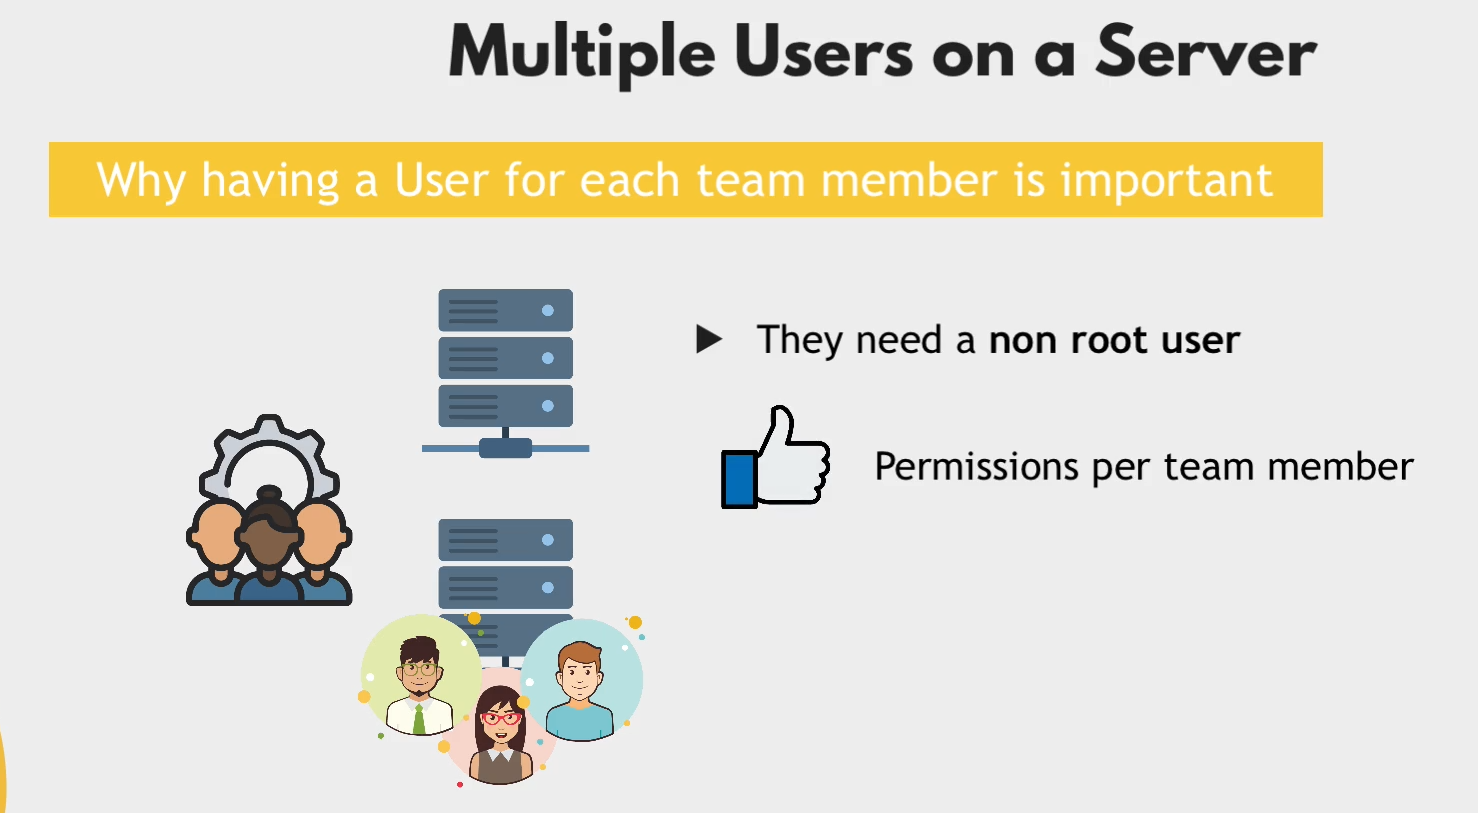 Multiple Users on a Server
Why having a User for each team member is important
They need a non root user
Permissions per team member